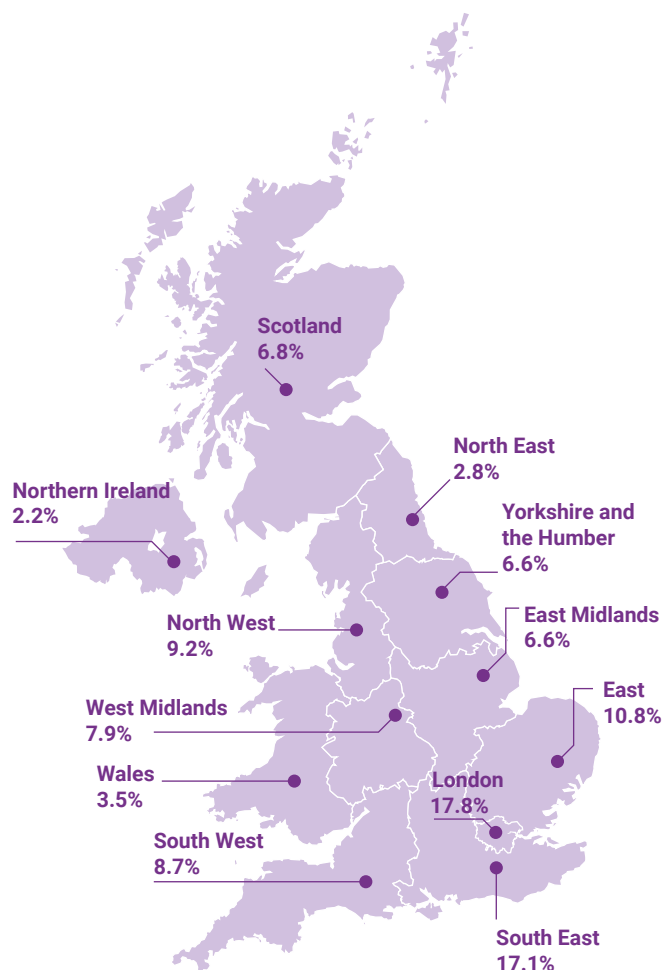 Scotland
6.8%
North East
2.8%
Northern Ireland
2.2%
Yorkshire and
the Humber
6.6%
East Midlands
6.6%
North West
9.2%
East
10.8%
West Midlands
7.9%
Wales
3.5%
London
17.8%
South West
8.7%
South East
17.1%